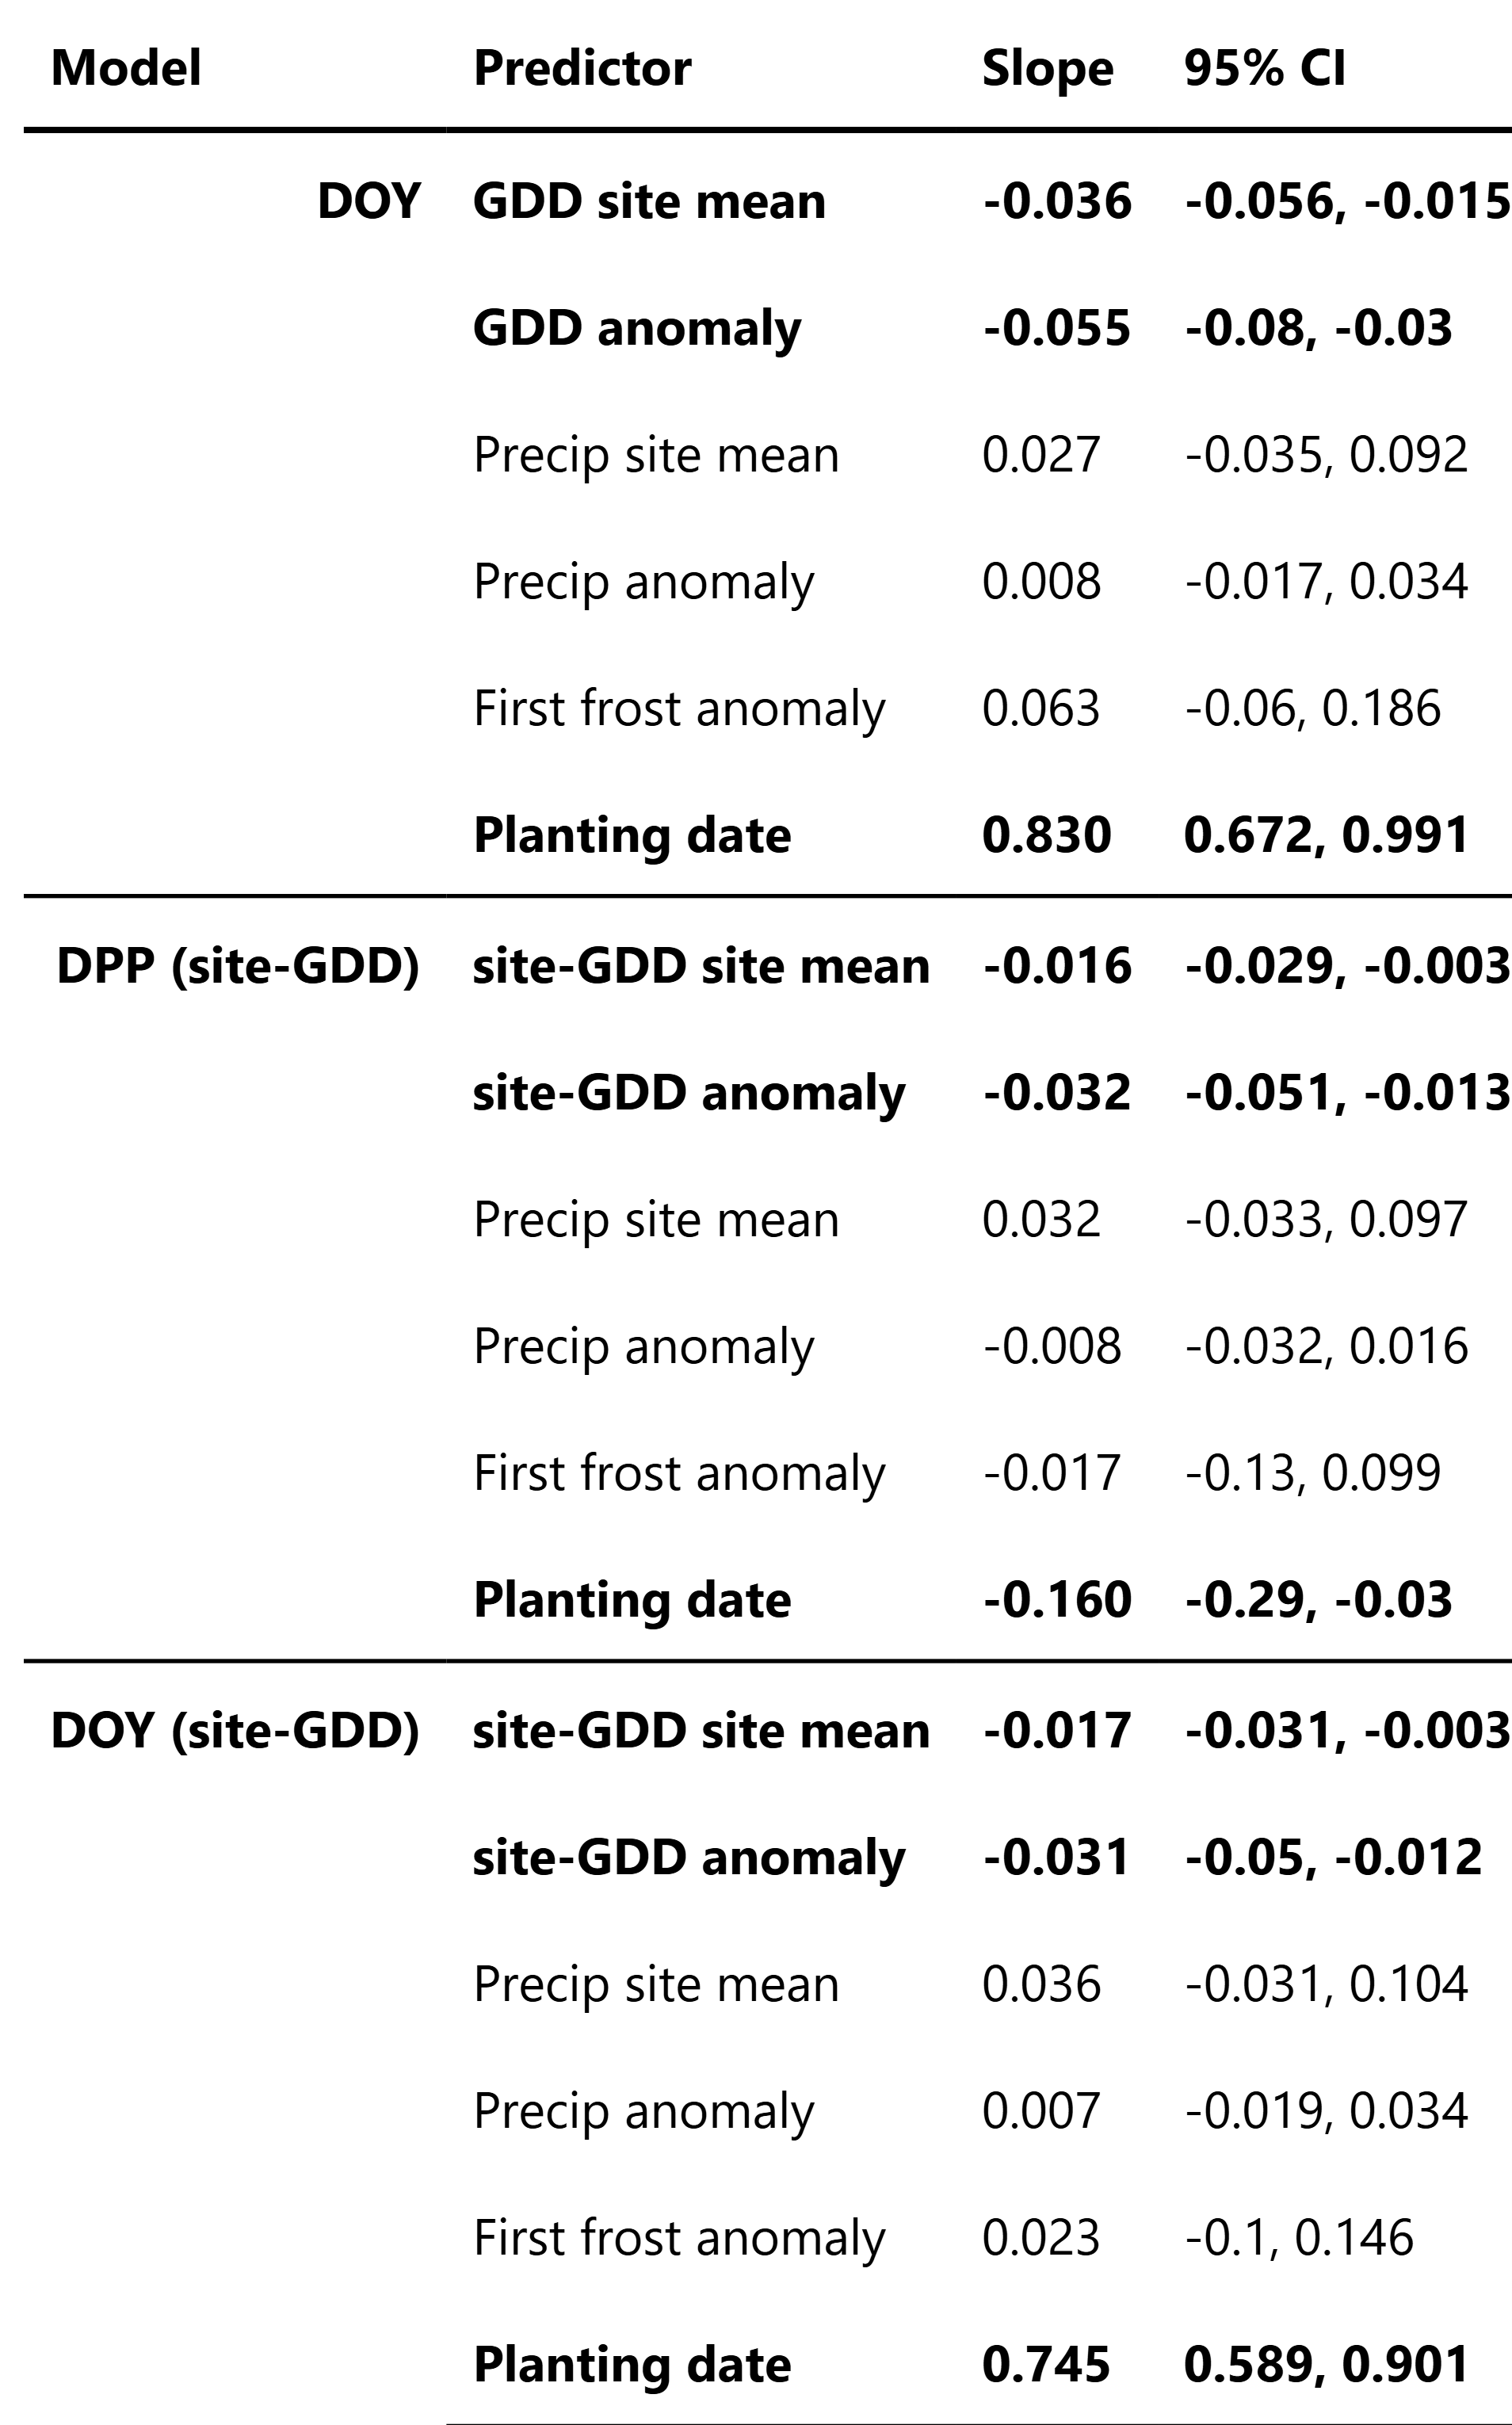 Model Predictor Slope 95% CI
DOY GDD site mean -0.036 -0.056, -0.015
GDD anomaly -0.055 -0.08, -0.03
Precip site mean 0.027 -0.035, 0.092
Precip anomaly 0.008 -0.017, 0.034
First frost anomaly 0.063 -0.06, 0.186
Planting date 0.830 0.672, 0.991
DPP (site-GDD) site-GDD site mean -0.016 -0.029, -0.003
site-GDD anomaly -0.032 -0.051, -0.013
Precip site mean 0.032 -0.033, 0.097
Precip anomaly -0.008 -0.032, 0.016
First frost anomaly -0.017 -0.13, 0.099
Planting date -0.160 -0.29, -0.03
DOY (site-GDD) site-GDD site mean -0.017 -0.031, -0.003
site-GDD anomaly -0.031 -0.05, -0.012
Precip site mean 0.036 -0.031, 0.104
Precip anomaly 0.007 -0.019, 0.034
First frost anomaly 0.023 -0.1, 0.146
Planting date 0.745 0.589, 0.901